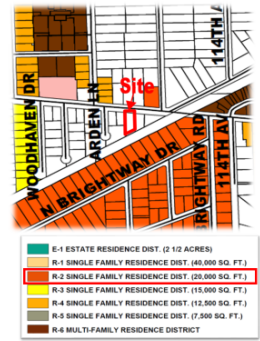 114TH A
Site
WOODHAVEN DR
ARDEN LN
N BRIGHTWAY DR
BRIGHTWAY RD
114TH AV
E-1 ESTATE RESIDENCE DIST. (2 1/2 ACRES)
R-1 SINGLE FAMILY RESIDENCE DIST. (40,000 SQ. FT.)
R-2 SINGLE FAMILY RESIDENCE DIST. (20,000 SQ. FT.)
R-3 SINGLE FAMILY RESIDENCE DIST. (15,000 SQ. FT.)
R-4 SINGLE FAMILY RESIDENCE DIST. (12,500 SQ. FT.)
R-5 SINGLE FAMILY RESIDENCE DIST. (7,500 SQ. FT.)
R-6 MULTI-FAMILY RESIDENCE DISTRICT